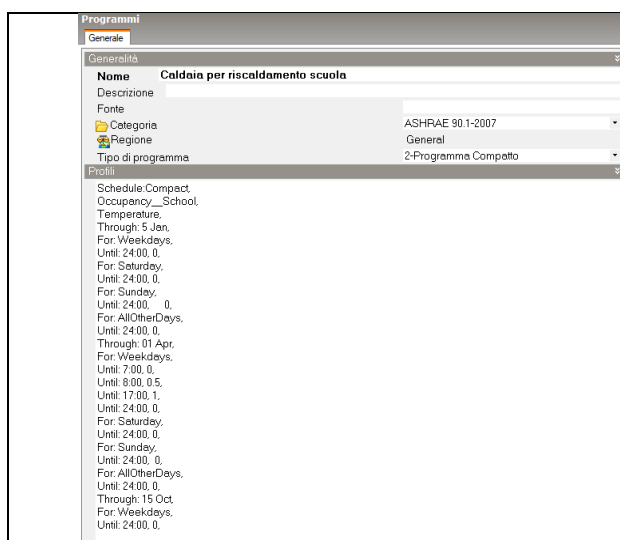 Programmi
Generale
Generalità
Nome Caldaia per riscaldamento scuola
Descrizione
Fonte
Categoria ASHRAE 90.1-2007
Regione General
Tipo di programma 2-Programma Compatto
Profili
Schedule:Compact,
Occupancy__School,
Temperature,
Through: 5 Jan,
For: Weekdays,
Until: 24:00, 0,
For: Saturday,
Until: 24:00, 0,
For: Sunday,
Until: 24:00, 0,
For: AllOtherDays,
Until: 24:00, 0,
Through: 01 Apr,
For: Weekdays,
Until: 7:00, 0,
Until: 8:00, 0.5,
Until: 17:00, 1,
Until: 24:00, 0,
For: Saturday,
Until: 24:00, 0,
For: Sunday,
Until: 24:00, 0,
For: AllOtherDays,
Until: 24:00, 0,
Through: 15 Oct,
For: Weekdays,
Until: 24:00, 0,